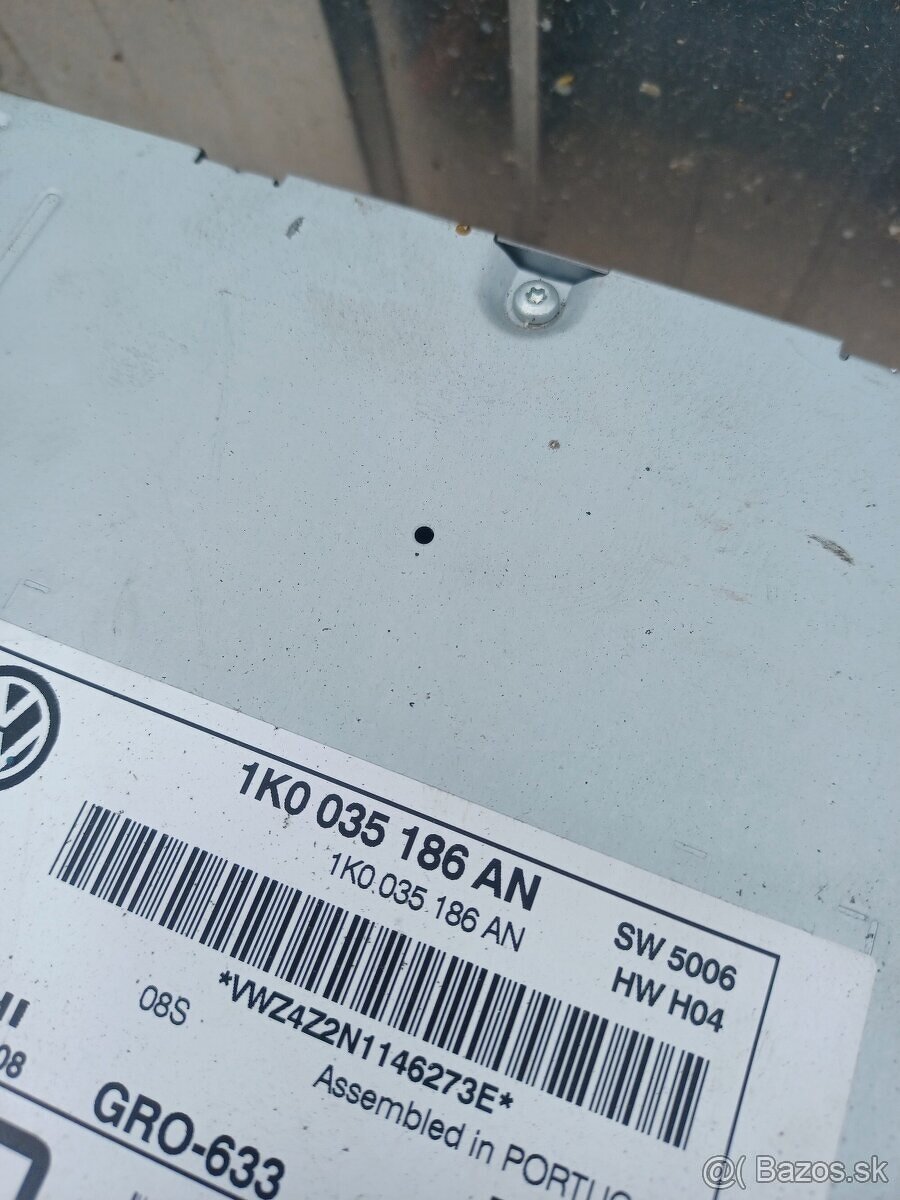 1K0 035 186 AN
1K0 035 186 AN
SW 5006
HW H04
08S
*VWZ4Z2N1146273E*
Assembled in
08
GRO-633
@( Bazos.sk